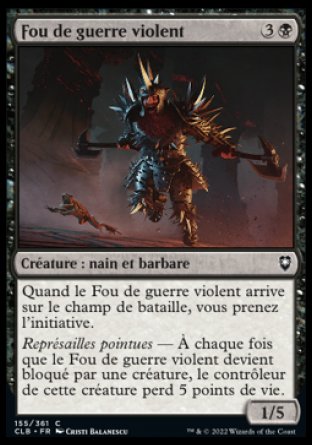 Fou de guerre violent 3
Créature : nain et barbare
Quand le Fou de guerre violent arrive
sur le champ de bataille, vous prenez
l'initiative.
Représailles pointues — À chaque fois
que le Fou de guerre violent devient
bloqué par une créature, le contrôleur
de cette créature perd 5 points de vie.
1/5
155/361 C
CLB • FR Cristi Balanescu
™ & © 2022 Wizards of the Coast